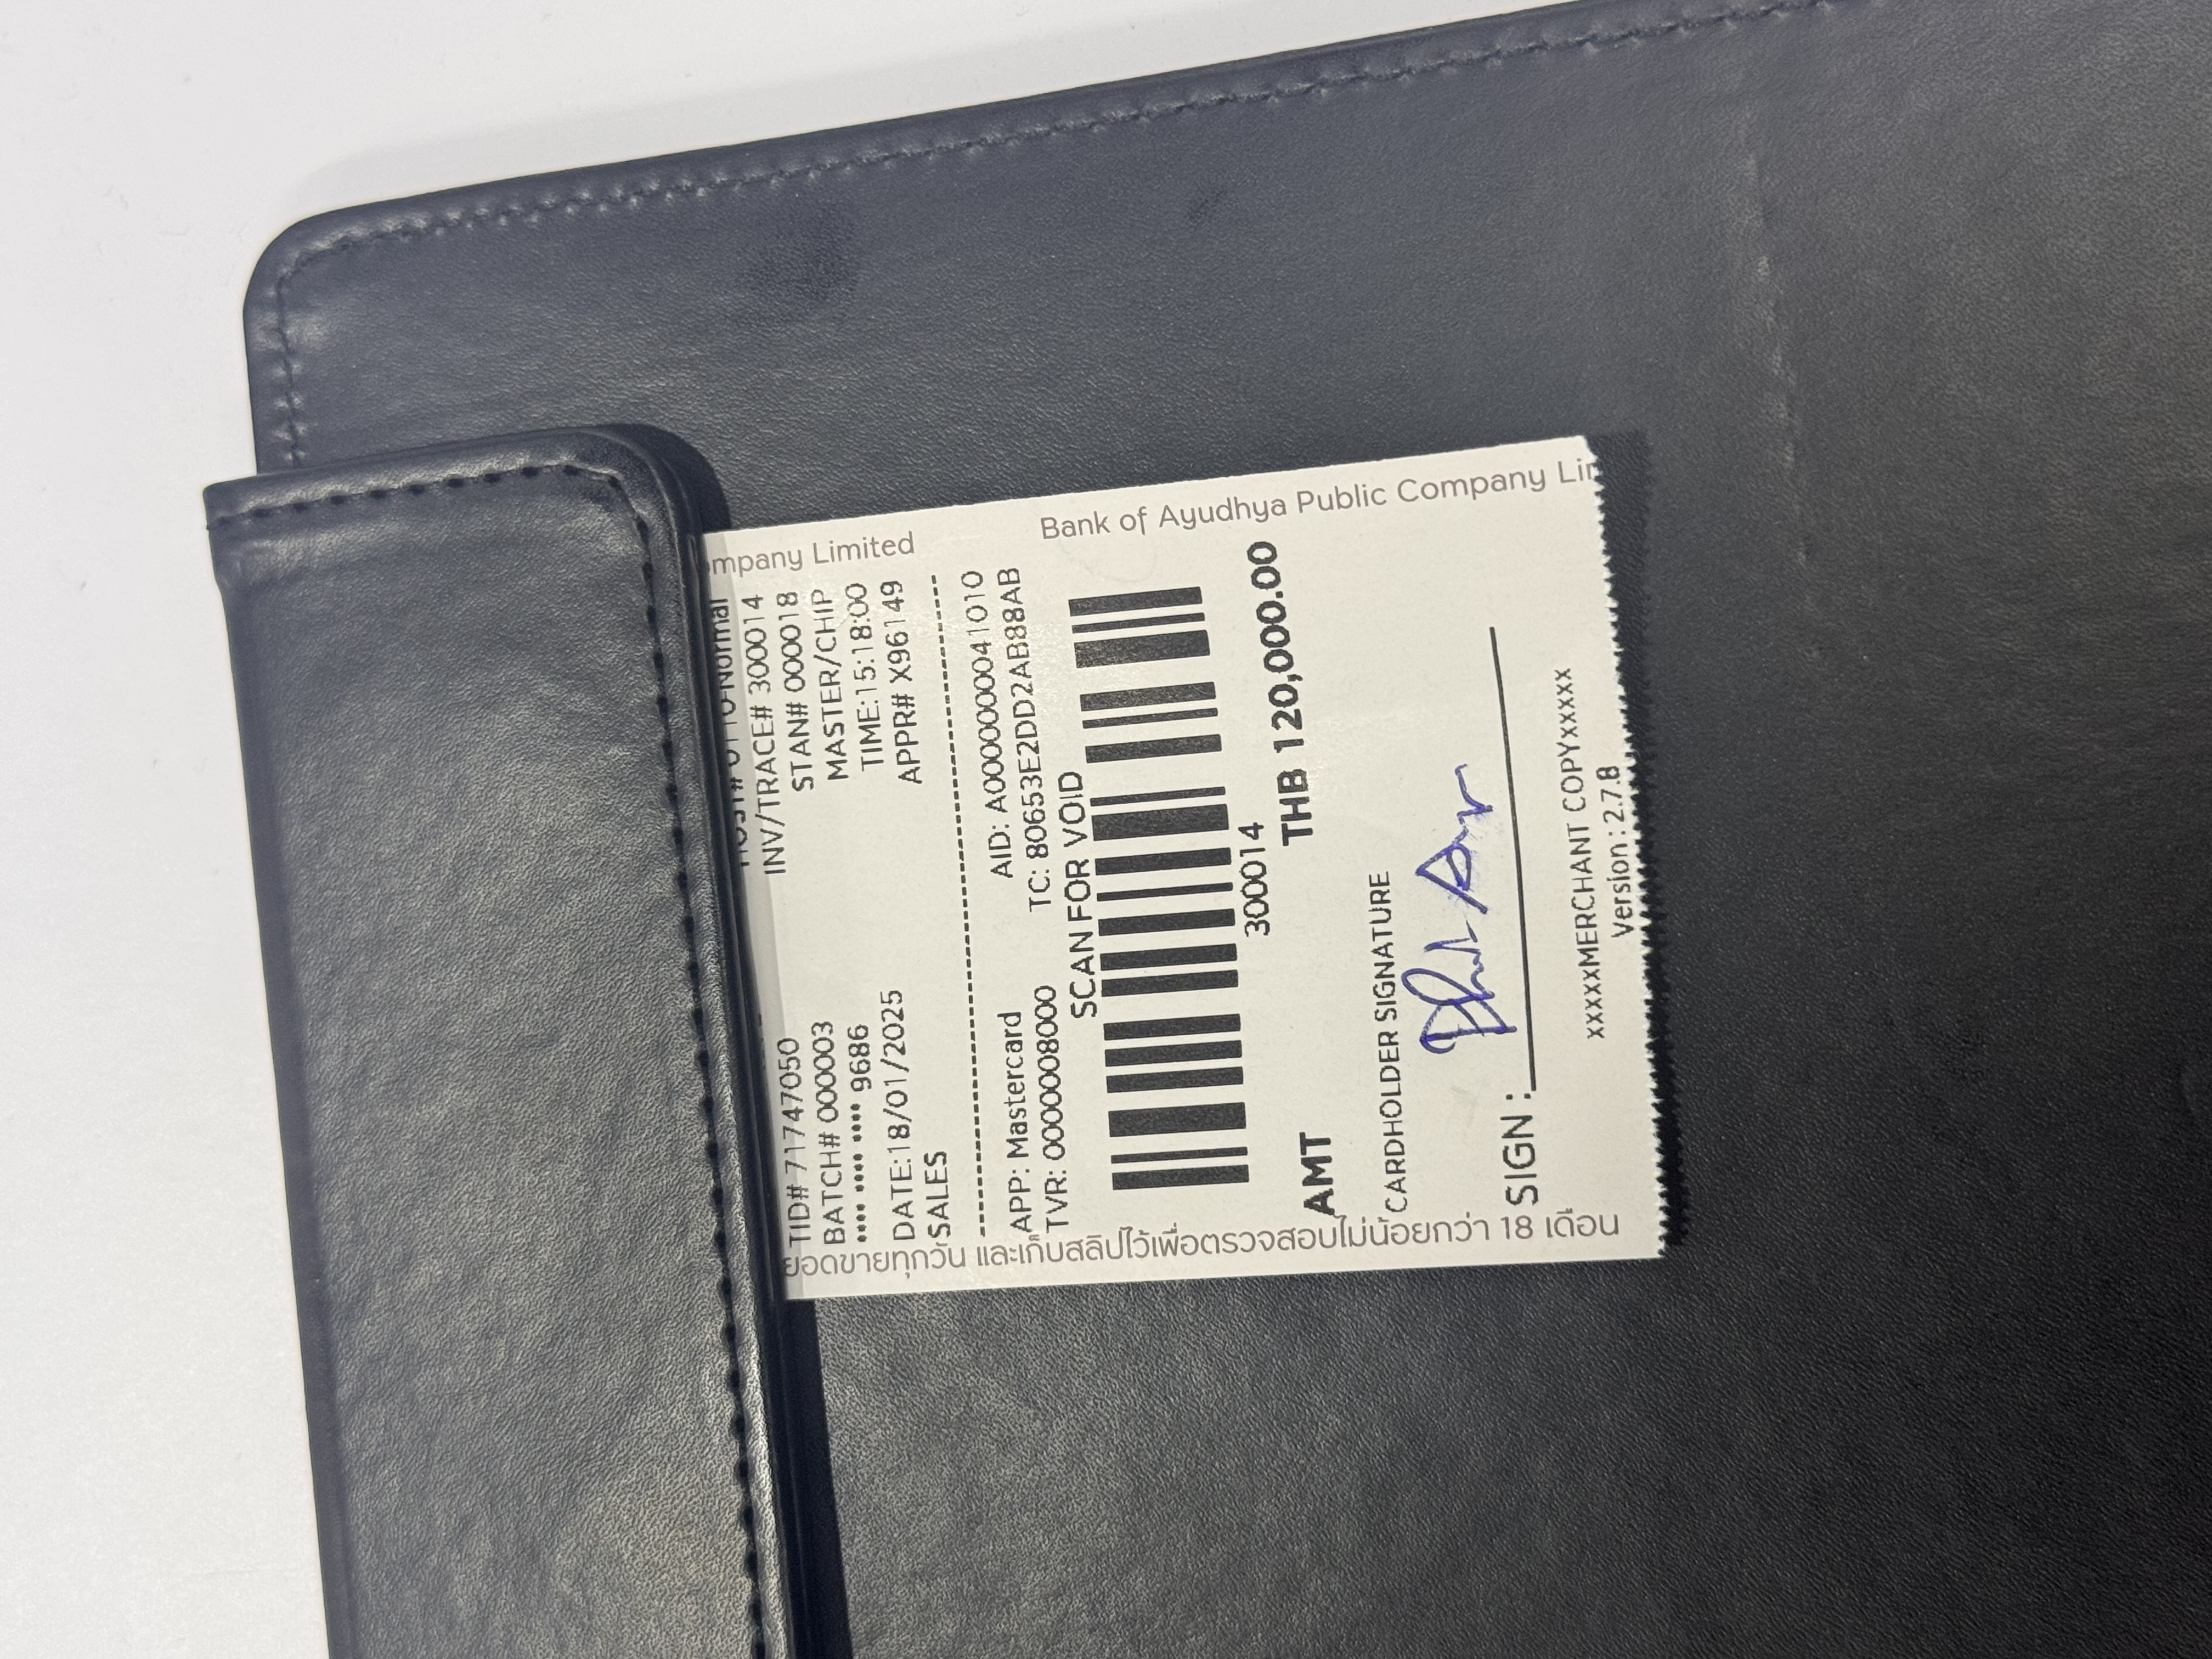 mpany Limited
Bank of Ayudhya Public Company Lim
Normal
TID# 71747050
INV/TRACE# 300014
BATCH# 000003
STAN# 000018
•••• •••• •••• 9686
MASTER/CHIP
DATE:18/01/2025
TIME:15:18:00
SALES
APPR# X96149
APP: Mastercard
AID: A0000000041010
TVR: 0000008000
TC: 80653E2DD2AB88AB
SCAN FOR VOID
300014
AMT
THB 120,000.00
CARDHOLDER SIGNATURE
SIGN :
xxxxxMERCHANT COPYxxxxx
Version : 2.7.8
ยอดขายทุกวัน และเก็บสลิปไว้เพื่อตรวจสอบไม่น้อยกว่า 18 เดือน